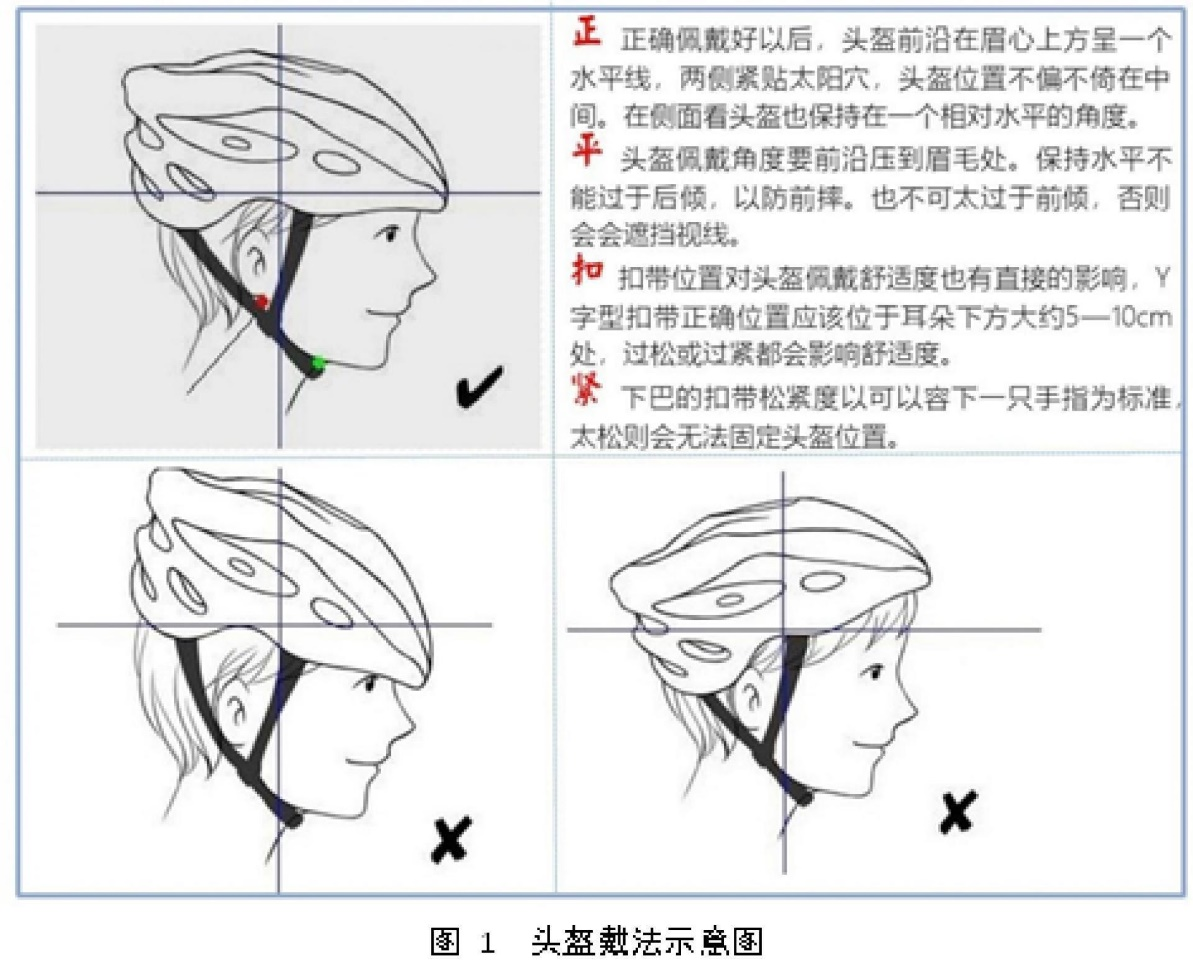 正 正确佩戴好以后，头盔前沿在眉心上方呈一个
水平线，两侧紧贴太阳穴，头盔位置不偏不倚在中
间。在侧面看头盔也保持在一个相对水平的角度。
平 头盔佩戴角度要前沿压到眉毛处。保持水平不
能过于后倾，以防前摔。也不可太过于前倾，否则
会会遮挡视线。
扣 扣带位置对头盔佩戴舒适度也有直接的影响，Y
字型扣带正确位置应该位于耳朵下方大约5—10cm
处，过松或过紧都会影响舒适度。
紧 下巴的扣带松紧度以可以容下一只手指为标准，
太松则会无法固定头盔位置。
图 1 头盔戴法示意图